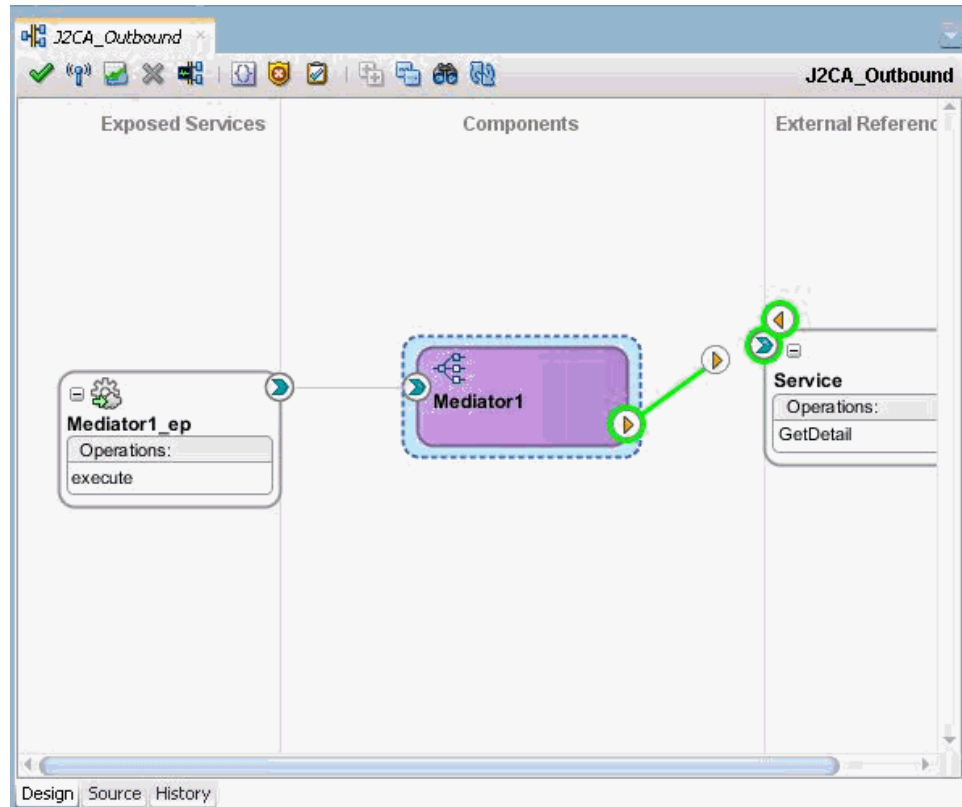 J2CA_Outbound
J2CA_Outbound
Exposed Services
Components
External Referenc
Mediator1_ep
Operations:
execute
Mediator1
Service
Operations:
GetDetail
Design Source History